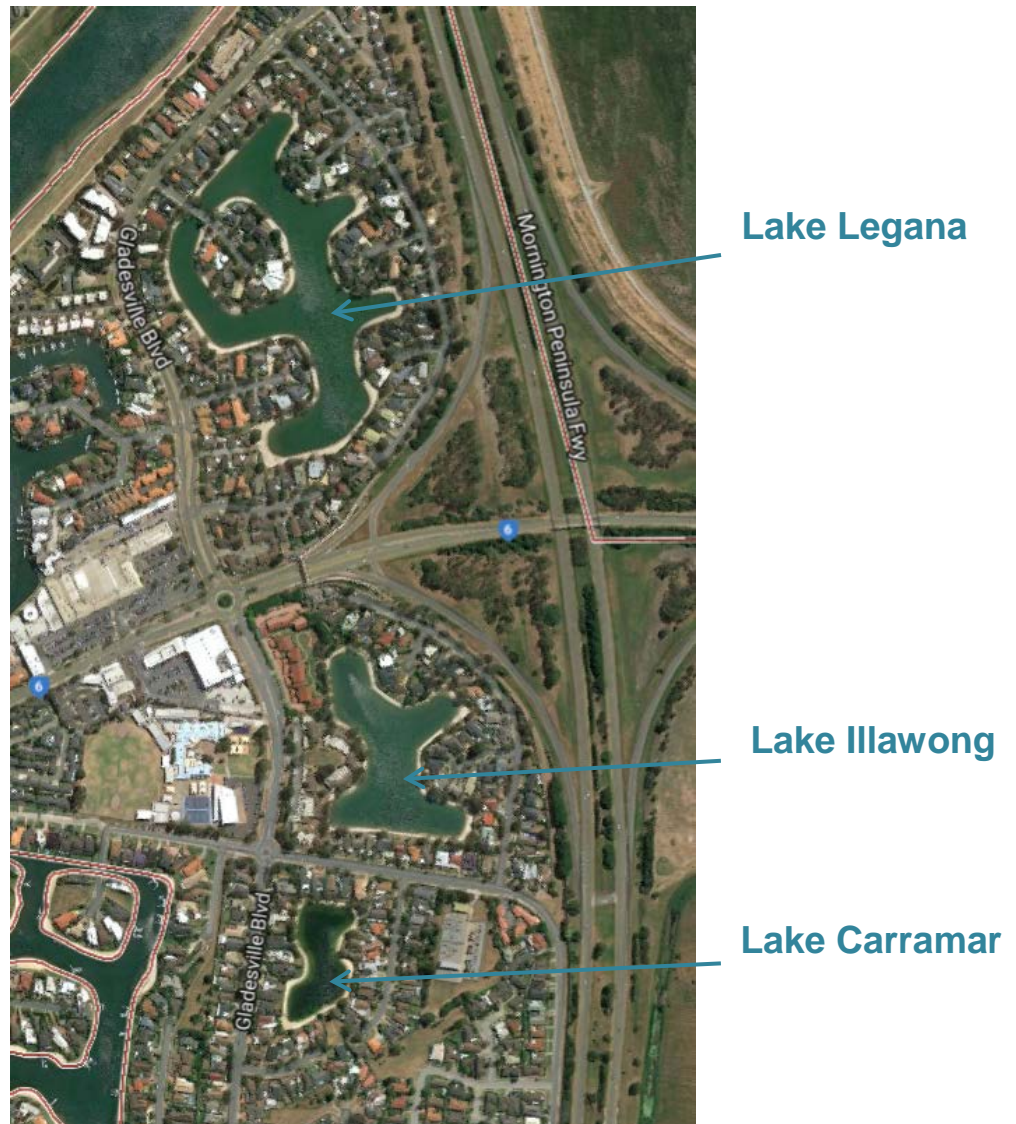 Lake Legana
Gladesville Blvd
Mornington Peninsula Fwy
6
6
Lake Illawong
Gladesville Blvd
Lake Carramar